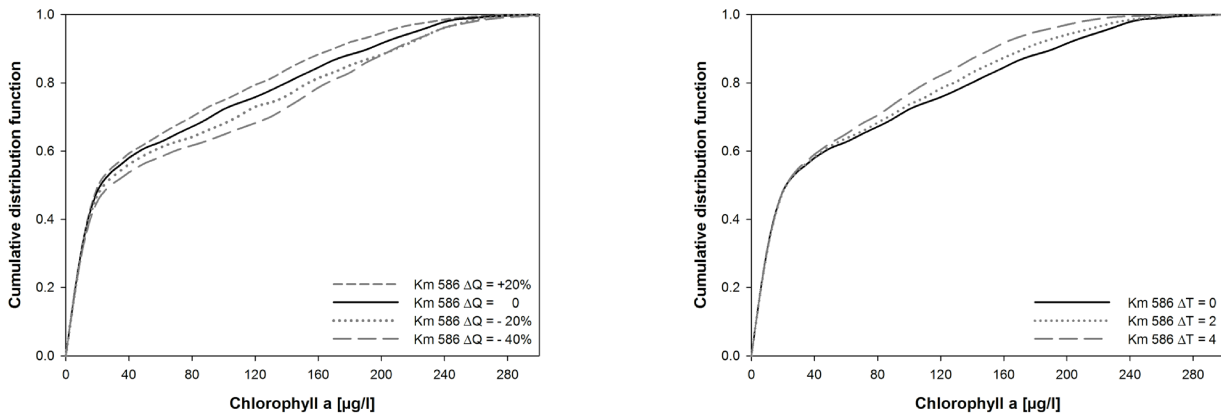 Cumulative distribution function
1.0
0.8
0.6
0.4
0.2
0.0
Km 586 ΔQ = +20%
Km 586 ΔQ = 0
Km 586 ΔQ = - 20%
Km 586 ΔQ = - 40%
0 40 80 120 160 200 240 280
Chlorophyll a [µg/l]
Cumulative distribution function
1.0
0.8
0.6
0.4
0.2
0.0
Km 586 ΔT = 0
Km 586 ΔT = 2
Km 586 ΔT = 4
0 40 80 120 160 200 240 280
Chlorophyll a [µg/l]